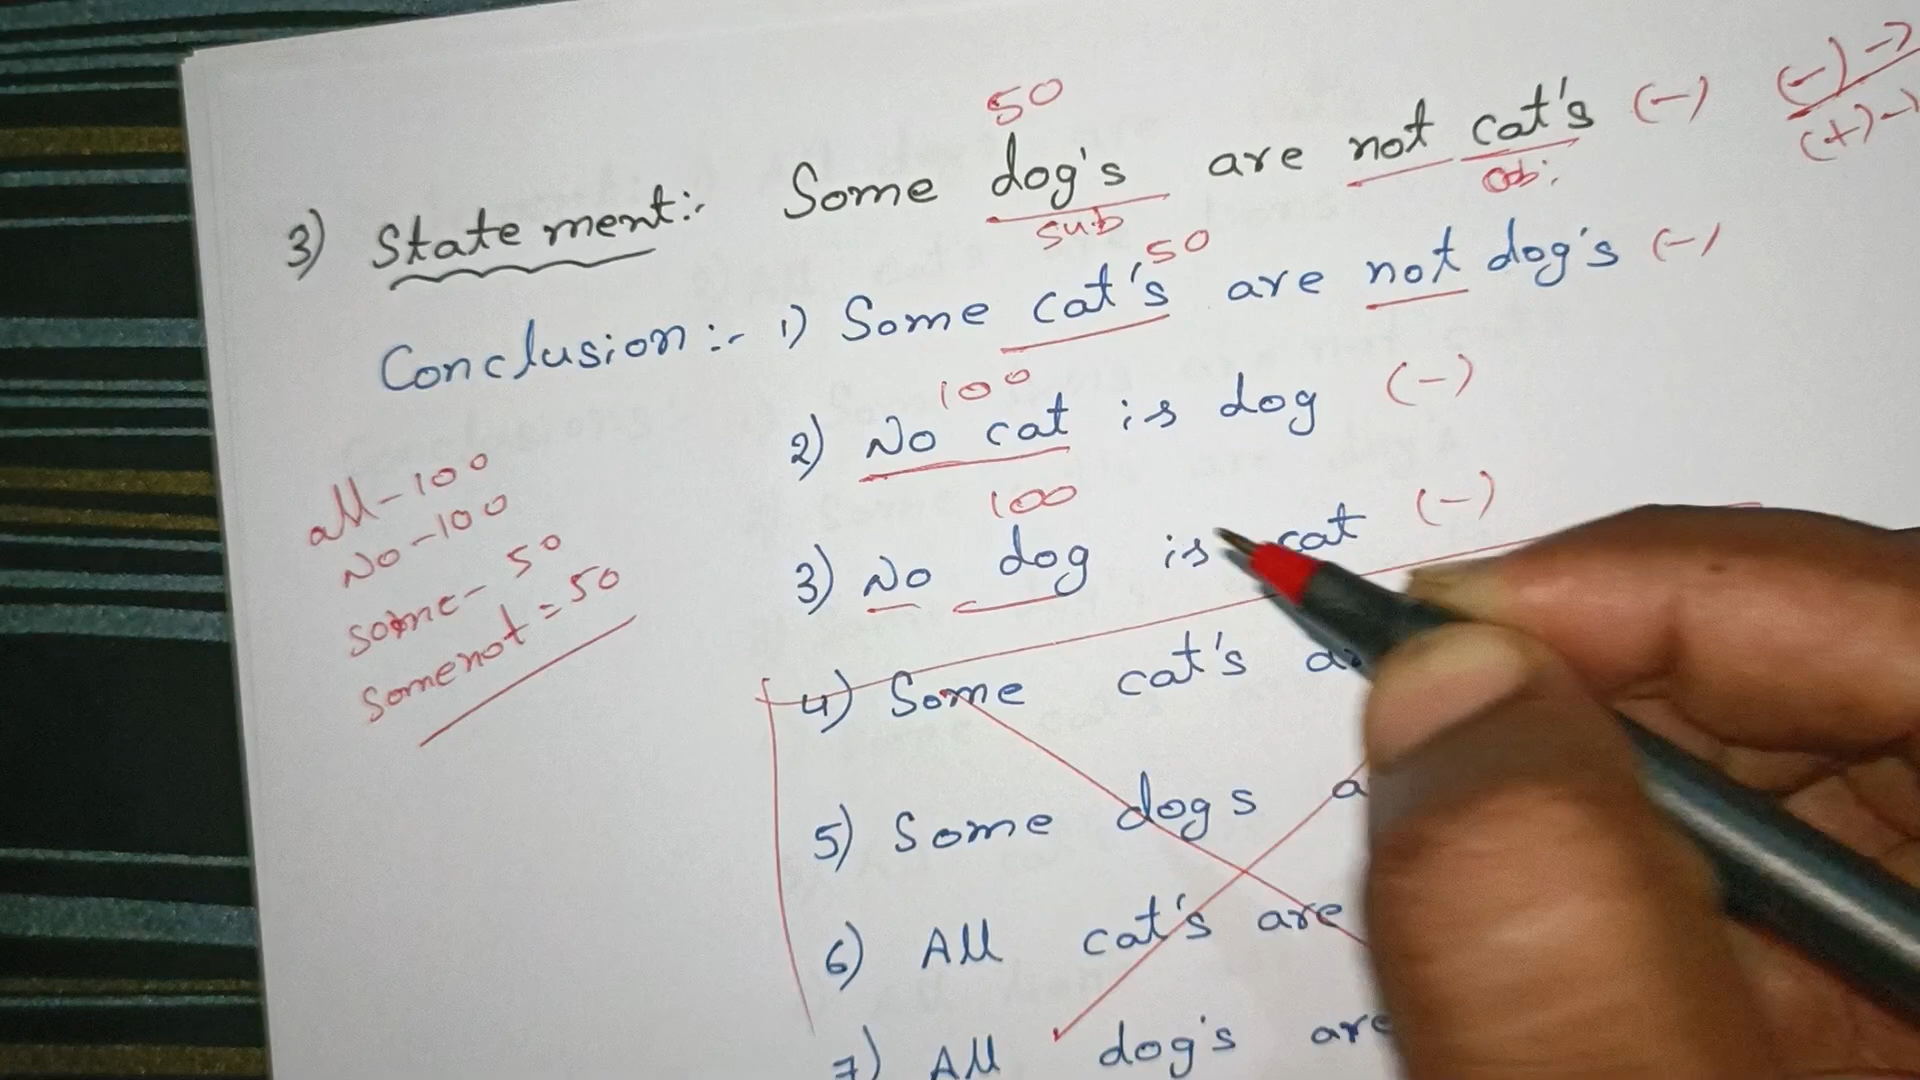 50
3) Statement:- Some dog's are not cat's (-) (-) →
sub ob: (+) →
50
Conclusion:- 1) Some cat's are not dog's (-)
100
2) No cat is dog (-)
100
3) No dog is cat (-)
all - 100
No - 100
some - 50
Somenot = 50
4) Some cat's
5) Some dogs
6) All cat's are
7) All dog's are